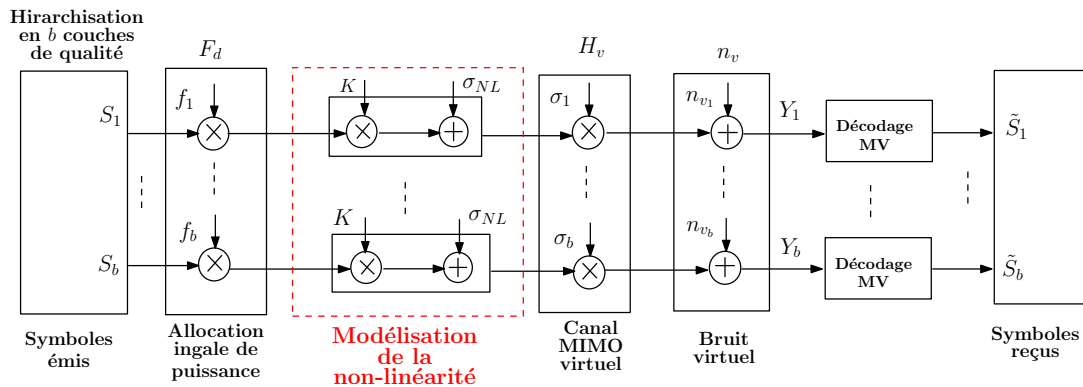 Hirarchisation
en b couches
de qualité
F_d
H_v
n_v
S_1
f_1
K
σ_NL
σ_1
n_{v_1}
Y_1
Décodage
MV
S̃_1
S_b
f_b
K
σ_NL
σ_b
n_{v_b}
Y_b
Décodage
MV
S̃_b
Symboles
émis
Allocation
ingale de
puissance
Modélisation
de la
non-linéarité
Canal
MIMO
virtuel
Bruit
virtuel
Symboles
reçus